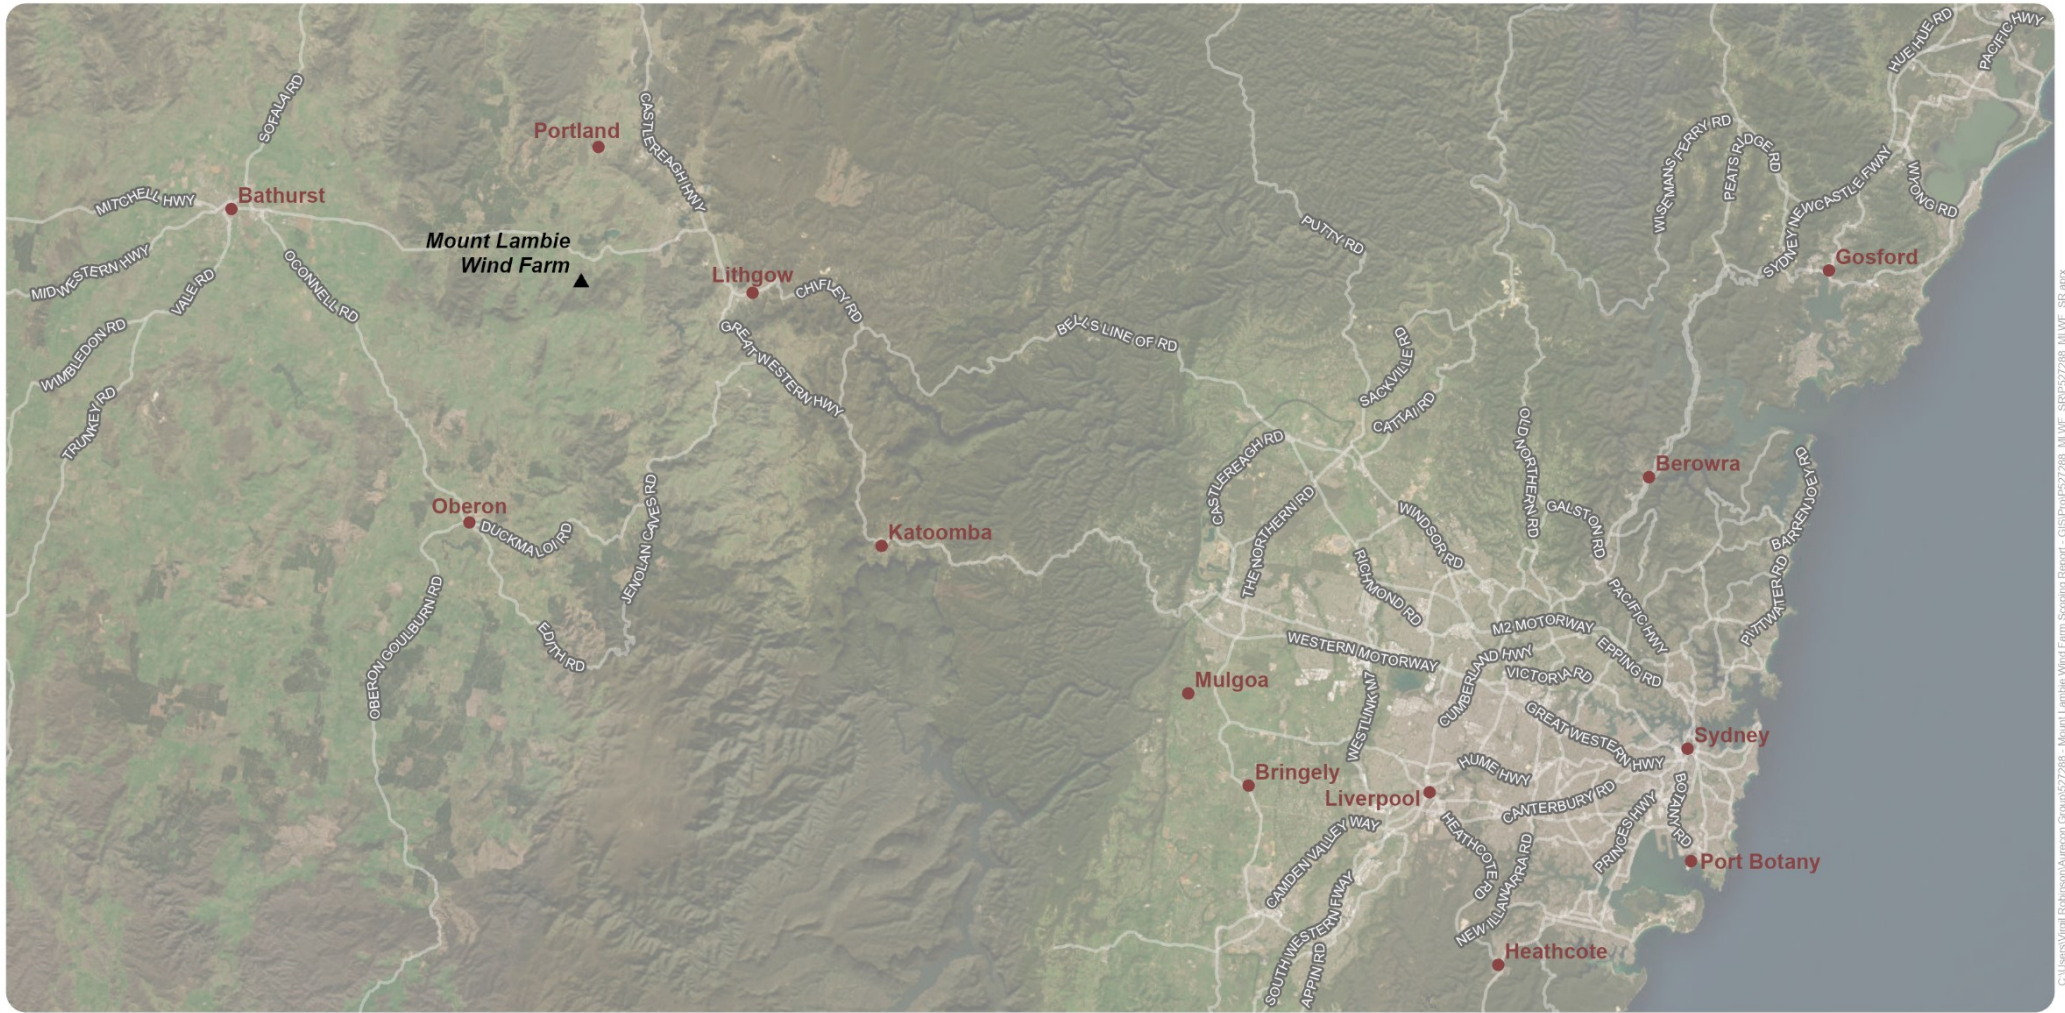 HUE HUE RD
PACIFIC HWY
SOFALA RD
CASTLEREAGH HWY
Portland
WISEMANS FERRY RD
PEATS RIDGE RD
SYDNEY NEWCASTLE FWAY
WYONG RD
MITCHELL HWY
Bathurst
PUTTY RD
Mount Lambie
Wind Farm
MIDWESTERN HWY
VALE RD
OCONNELL RD
Lithgow
CHIFLEY RD
Gosford
WIMBLEDON RD
GREAT WESTERN HWY
BELLS LINE OF RD
SACKVILLE RD
CATTAI RD
TRUNKEY RD
CASTLEREAGH RD
OLD NORTHERN RD
Berowra
BARRENJOEY RD
Oberon
DUCKMALOI RD
JENOLAN CAVES RD
Katoomba
THE NORTHERN RD
WINDSOR RD
GALSTON RD
RICHMOND RD
PACIFIC HWY
PITTWATER RD
OBERON GOULBURN RD
EDITH RD
WESTERN MOTORWAY
M2 MOTORWAY
EPPING RD
CUMBERLAND HWY
VICTORIA RD
Mulgoa
WESTLINK M7
GREAT WESTERN HWY
Sydney
HUME HWY
Bringely
Liverpool
CANTERBURY RD
PRINCES HWY
BOTANY RD
CAMDEN VALLEY WAY
HEATHCOTE RD
NEW ILLAWARRA RD
Port Botany
SOUTH WESTERN FWAY
APPIN RD
Heathcote